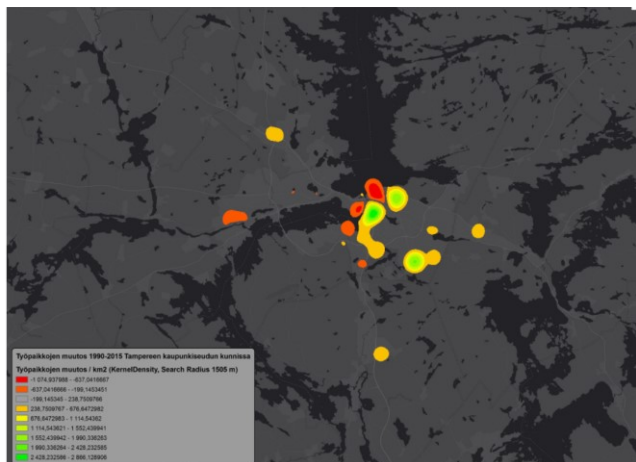 Työpaikkojen muutos 1990-2015 Tampereen kaupunkiseudun kunnissa
Työpaikkojen muutos / km2 (KernelDensity, Search Radius 1505 m)
-1 074,937988 - -637,0416667
-637,0416666 - -199,1453451
-199,145345 - 238,7509766
238,7509767 - 676,6472982
676,6472983 - 1 114,54362
1 114,543621 - 1 552,439941
1 552,439942 - 1 990,336263
1 990,336264 - 2 428,232585
2 428,232586 - 2 866,128906